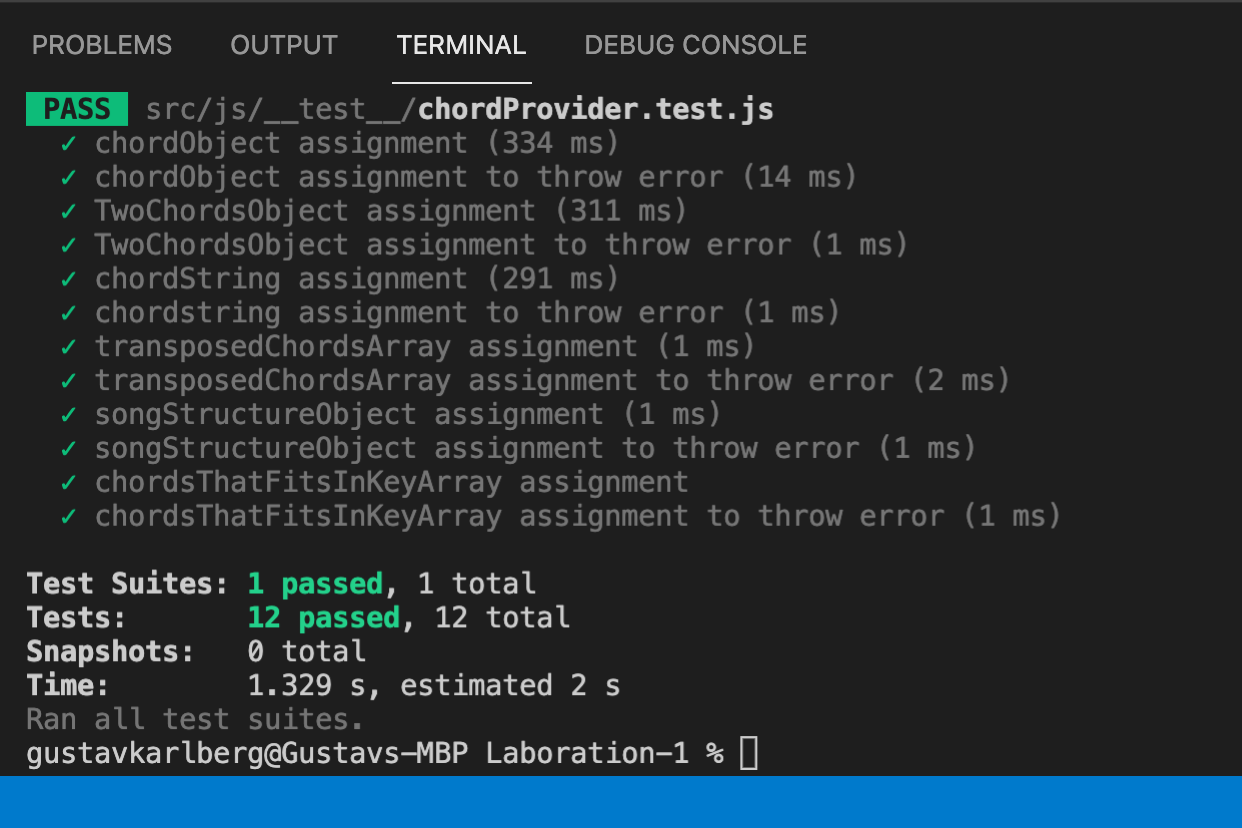 PROBLEMS OUTPUT TERMINAL DEBUG CONSOLE
PASS src/js/__test__/chordProvider.test.js
✓ chordObject assignment (334 ms)
✓ chordObject assignment to throw error (14 ms)
✓ TwoChordsObject assignment (311 ms)
✓ TwoChordsObject assignment to throw error (1 ms)
✓ chordString assignment (291 ms)
✓ chordstring assignment to throw error (1 ms)
✓ transposedChordsArray assignment (1 ms)
✓ transposedChordsArray assignment to throw error (2 ms)
✓ songStructureObject assignment (1 ms)
✓ songStructureObject assignment to throw error (1 ms)
✓ chordsThatFitsInKeyArray assignment
✓ chordsThatFitsInKeyArray assignment to throw error (1 ms)
Test Suites: 1 passed, 1 total
Tests: 12 passed, 12 total
Snapshots: 0 total
Time: 1.329 s, estimated 2 s
Ran all test suites.
gustavkarlberg@Gustavs-MBP Laboration-1 %